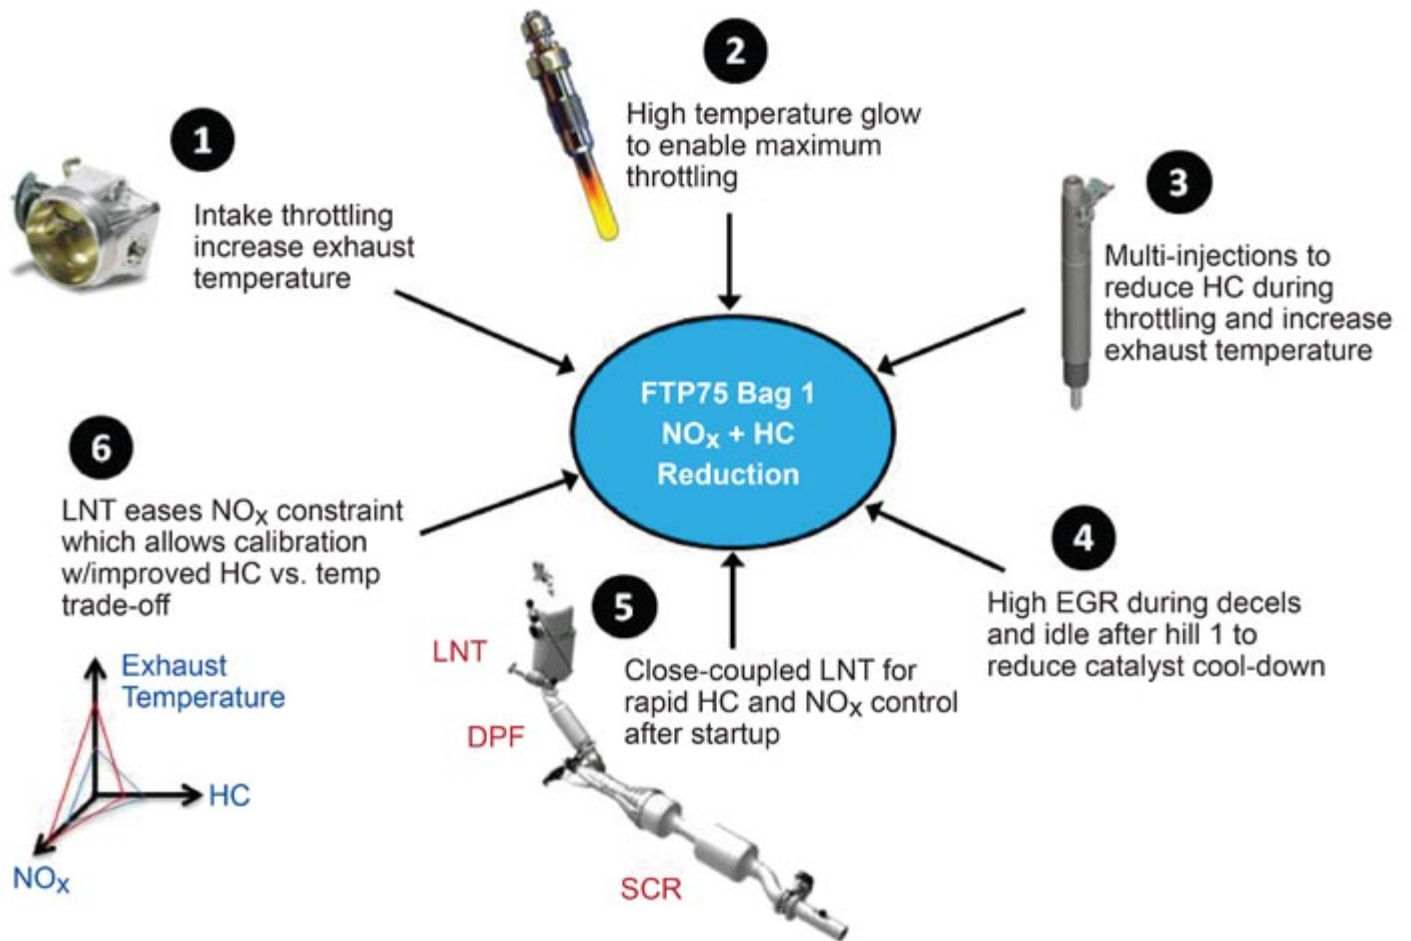 1
Intake throttling
increase exhaust
temperature
2
High temperature glow
to enable maximum
throttling
3
Multi-injections to
reduce HC during
throttling and increase
exhaust temperature
FTP75 Bag 1
NOx + HC
Reduction
4
High EGR during decels
and idle after hill 1 to
reduce catalyst cool-down
5
Close-coupled LNT for
rapid HC and NOx control
after startup
LNT
DPF
SCR
6
LNT eases NOx constraint
which allows calibration
w/improved HC vs. temp
trade-off
Exhaust
Temperature
HC
NOx